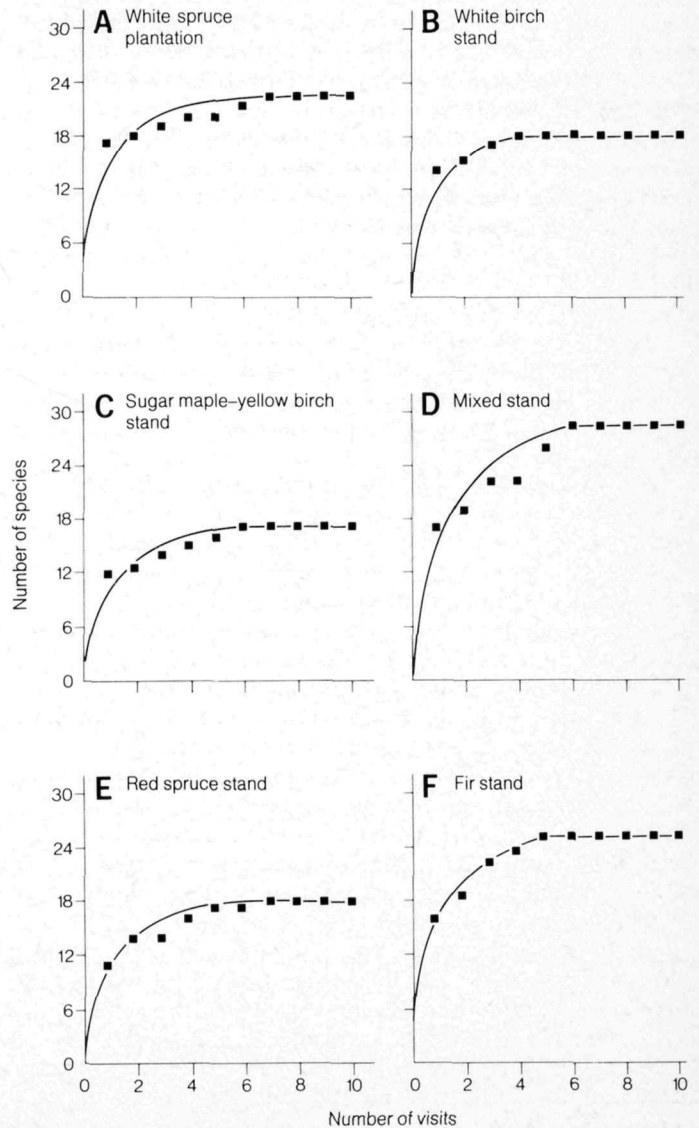 A White spruce
plantation
30
24
18
12
6
0
B White birch
stand
C Sugar maple–yellow birch
stand
30
24
18
12
6
0
D Mixed stand
Number of species
E Red spruce stand
30
24
18
12
6
0
0 2 4 6 8 10
F Fir stand
0 2 4 6 8 10
Number of visits